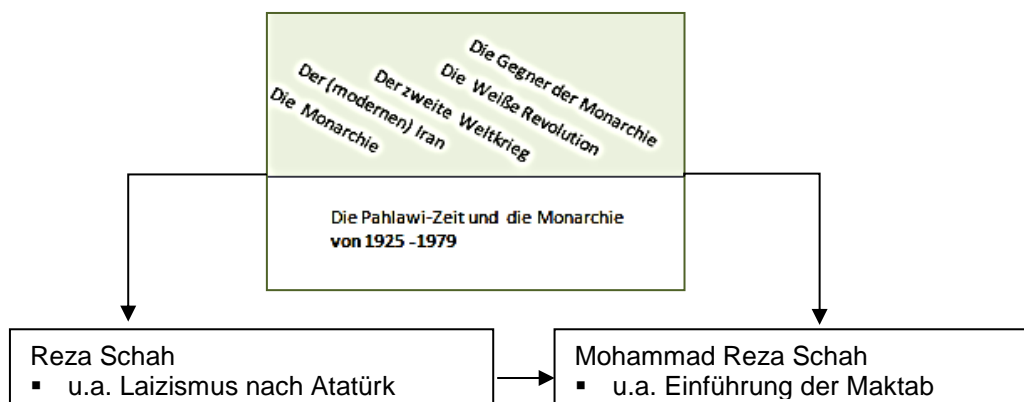 Die Monarchie
Der (modernen) Iran
Der zweite Weltkrieg
Die Weiße Revolution
Die Gegner der Monarchie
Die Pahlawi-Zeit und die Monarchie
von 1925 -1979
Reza Schah
▪ u.a. Laizismus nach Atatürk
Mohammad Reza Schah
▪ u.a. Einführung der Maktab